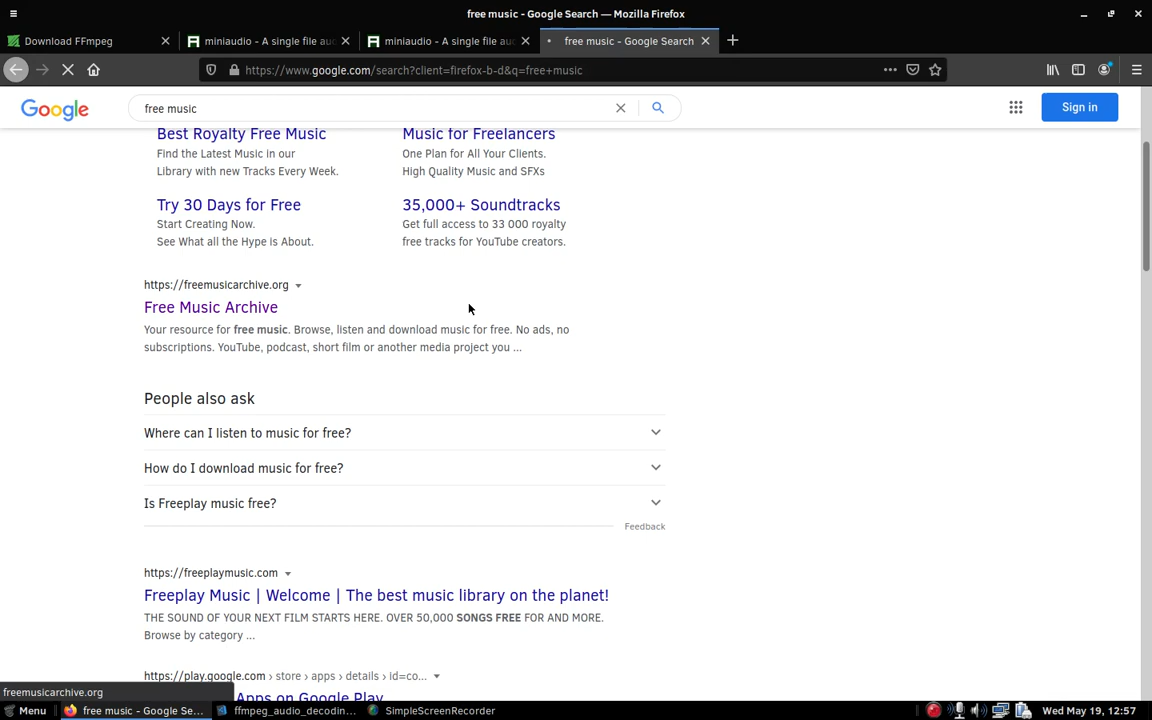 free music - Google Search — Mozilla Firefox
Download FFmpeg
miniaudio - A single file aud
miniaudio - A single file aud
free music - Google Search
https://www.google.com/search?client=firefox-b-d&q=free+music
Google
free music
Sign in
Best Royalty Free Music
Music for Freelancers
Find the Latest Music in our
One Plan for All Your Clients.
Library with new Tracks Every Week.
High Quality Music and SFXs
Try 30 Days for Free
35,000+ Soundtracks
Start Creating Now.
Get full access to 33 000 royalty
See What all the Hype is About.
free tracks for YouTube creators.
https://freemusicarchive.org
Free Music Archive
Your resource for free music. Browse, listen and download music for free. No ads, no
subscriptions. YouTube, podcast, short film or another media project you ...
People also ask
Where can I listen to music for free?
How do I download music for free?
Is Freeplay music free?
Feedback
https://freeplaymusic.com
Freeplay Music | Welcome | The best music library on the planet!
THE SOUND OF YOUR NEXT FILM STARTS HERE. OVER 50,000 SONGS FREE FOR AND MORE.
Browse by category ...
https://play.google.com › store › apps › details › id=co...
Apps on Google Play
freemusicarchive.org
Menu
free music - Google Se...
ffmpeg_audio_decodin...
SimpleScreenRecorder
Wed May 19, 12:57